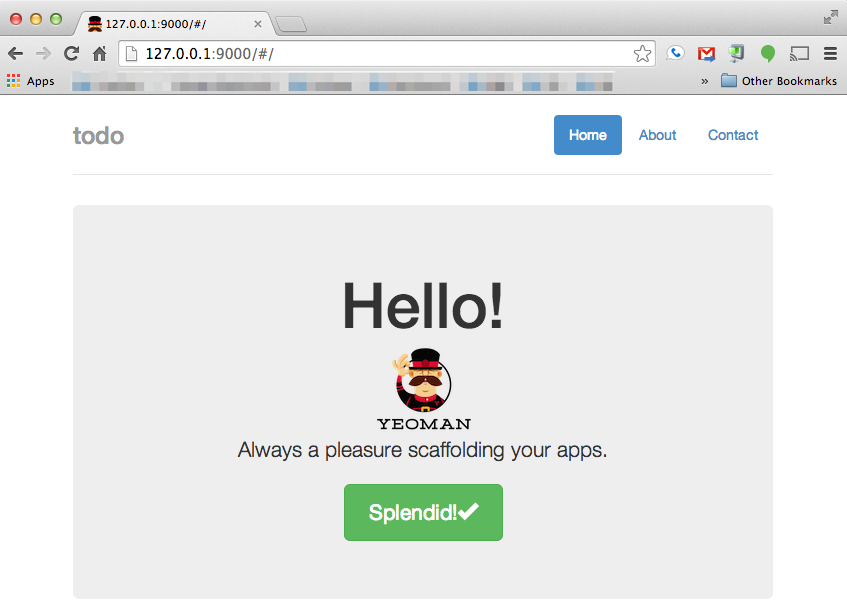 127.0.0.1:9000/#/
127.0.0.1:9000/#/
Apps
» Other Bookmarks
todo
Home About Contact
Hello!
YEOMAN
Always a pleasure scaffolding your apps.
Splendid!